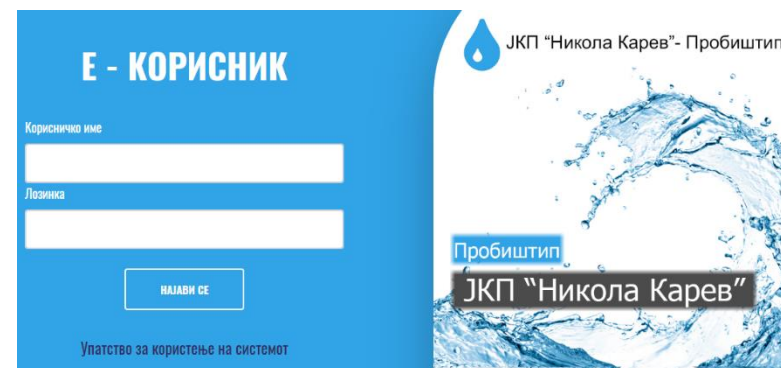 Е - КОРИСНИК
Корисничко име
Лозинка
НАЈАВИ СЕ
Упатство за користење на системот
ЈКП “Никола Карев”- Пробиштип
Пробиштип
ЈКП “Никола Карев”